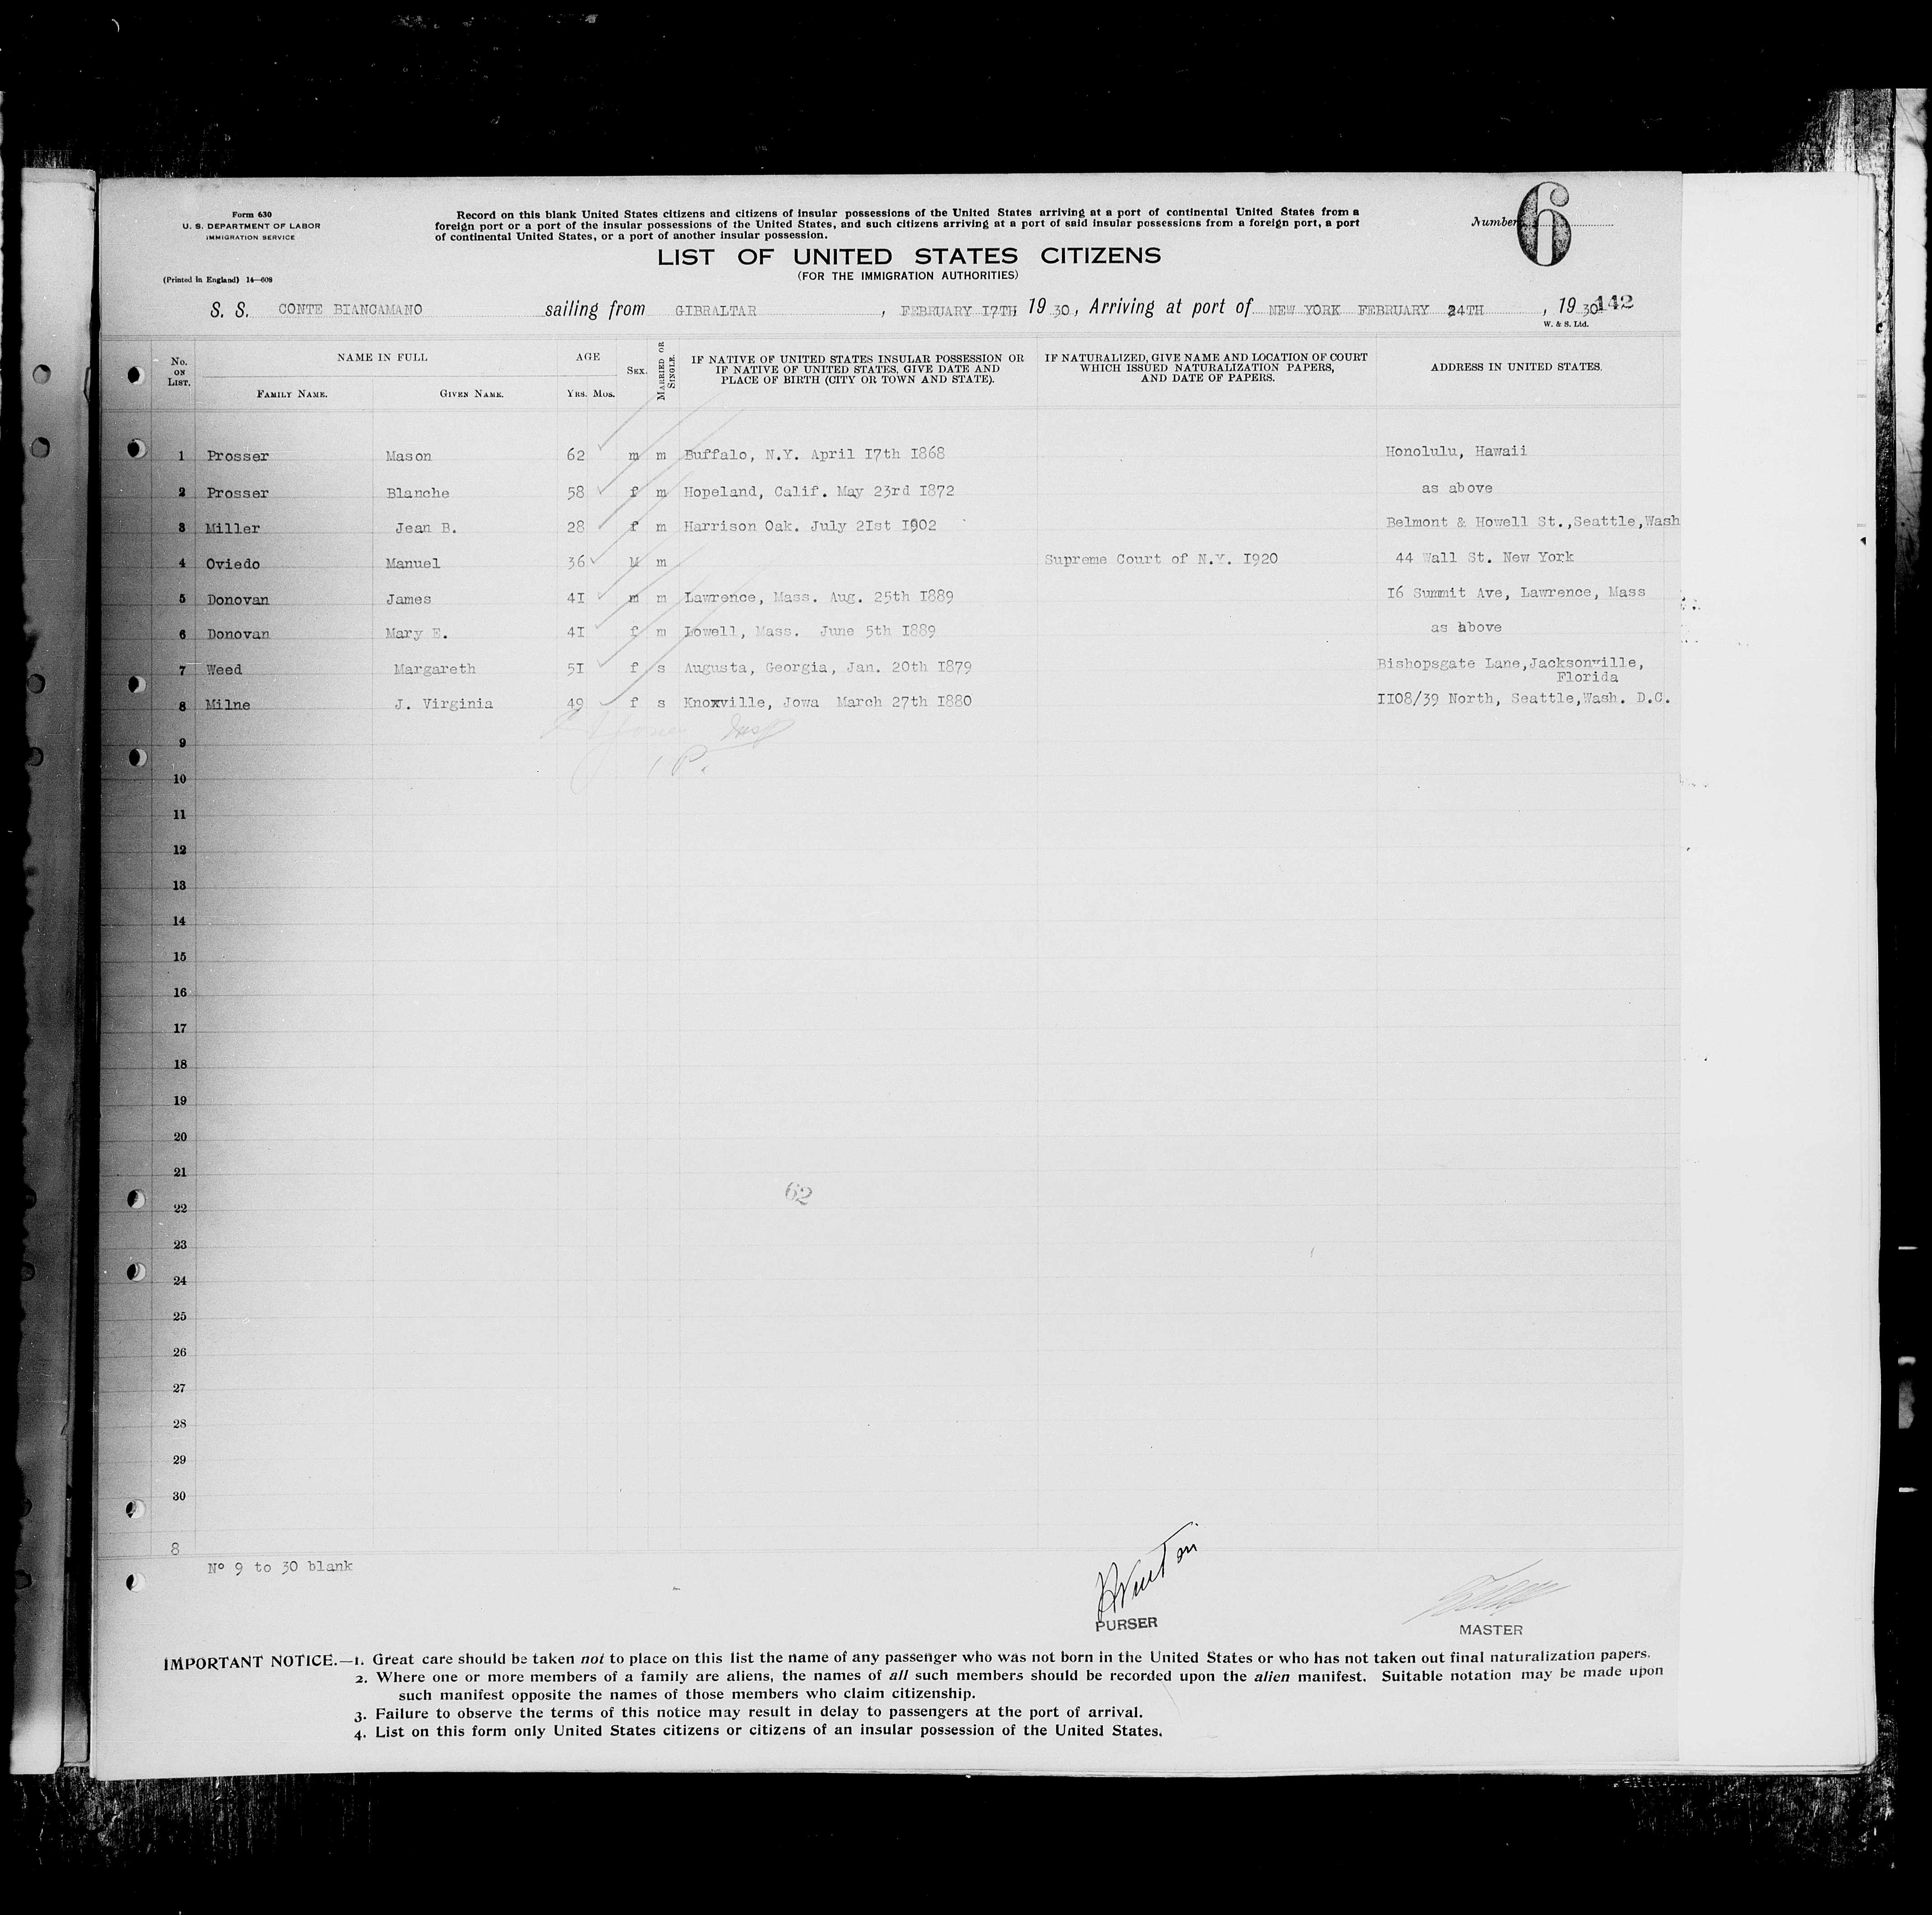 Form 630
U. S. DEPARTMENT OF LABOR
IMMIGRATION SERVICE
(Printed in England) 14—608
Record on this blank United States citizens and citizens of insular possessions of the United States arriving at a port of continental United States from a
foreign port or a port of the insular possessions of the United States, and such citizens arriving at a port of said insular possessions from a foreign port, a port
of continental United States, or a port of another insular possession.
Number 6
LIST OF UNITED STATES CITIZENS
(FOR THE IMMIGRATION AUTHORITIES)
S. S. CONTE BIANCAMANO sailing from GIBRALTAR, FEBRUARY I7TH 19 30, Arriving at port of NEW YORK FEBRUARY 24TH, 19 30 142
W. & S. Ltd.
No. ON LIST. NAME IN FULL AGE SEX. MARRIED OR SINGLE. IF NATIVE OF UNITED STATES INSULAR POSSESSION OR IF NATIVE OF UNITED STATES, GIVE DATE AND PLACE OF BIRTH (CITY OR TOWN AND STATE). IF NATURALIZED, GIVE NAME AND LOCATION OF COURT WHICH ISSUED NATURALIZATION PAPERS, AND DATE OF PAPERS. ADDRESS IN UNITED STATES.
FAMILY NAME. GIVEN NAME. YRS. MOS.
1 Prosser Mason 62 m m Buffalo, N.Y. April I7th I868 Honolulu, Hawaii
2 Prosser Blanche 58 f m Hopeland, Calif. May 23rd I872 as above
3 Miller Jean B. 28 f m Harrison Oak. July 2Ist I902 Belmont & Howell St.,Seattle,Wash
4 Oviedo Manuel 36 M m Supreme Court of N.Y. I920 44 Wall St. New York
5 Donovan James 4I m m Lawrence, Mass. Aug. 25th I889 I6 Summit Ave, Lawrence, Mass
6 Donovan Mary E. 4I f m Lowell, Mass. June 5th I889 as above
7 Weed Margareth 5I f s Augusta, Georgia, Jan. 20th I879 Bishopsgate Lane,Jacksonville,
Florida
8 Milne J. Virginia 49 f s Knoxville, Jowa March 27th I880 II08/39 North, Seattle,Wash. D.C.
9
10
11
12
13
14
15
16
17
18
19
20
21
62
22
23
24
25
26
27
28
29
30
8
Nº 9 to 30 blank
PURSER
MASTER
IMPORTANT NOTICE.—1. Great care should be taken not to place on this list the name of any passenger who was not born in the United States or who has not taken out final naturalization papers.
2. Where one or more members of a family are aliens, the names of all such members should be recorded upon the alien manifest. Suitable notation may be made upon
such manifest opposite the names of those members who claim citizenship.
3. Failure to observe the terms of this notice may result in delay to passengers at the port of arrival.
4. List on this form only United States citizens or citizens of an insular possession of the United States.